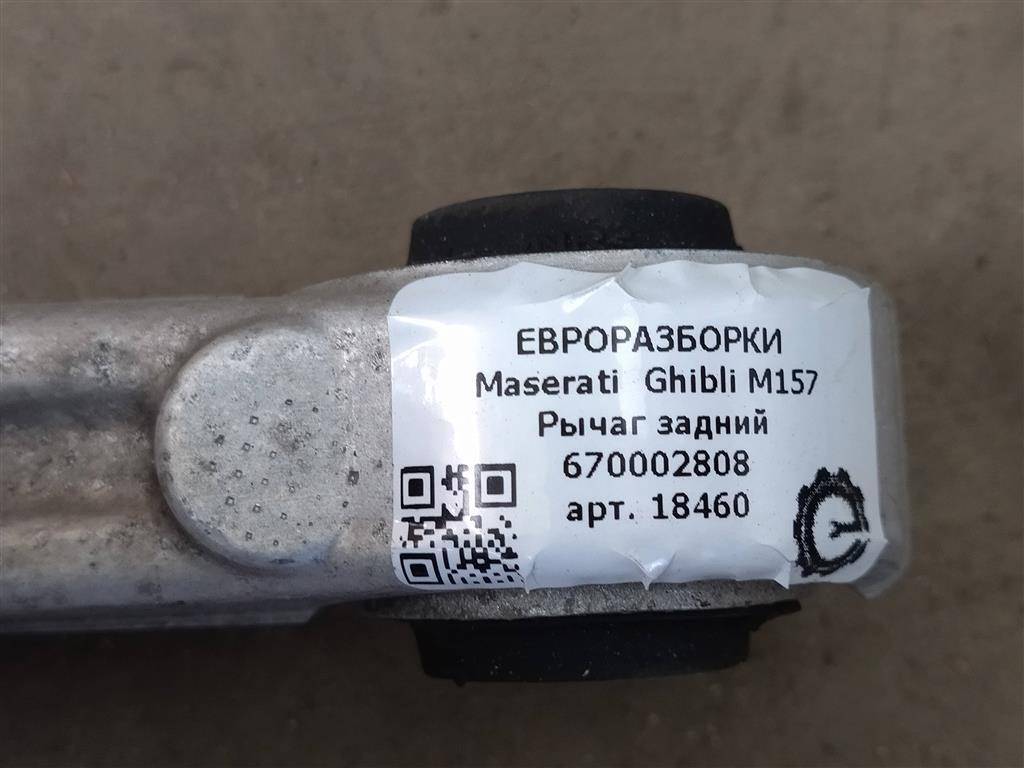 ЕВРОРАЗБОРКИ
Maserati Ghibli M157
Рычаг задний
670002808
арт. 18460